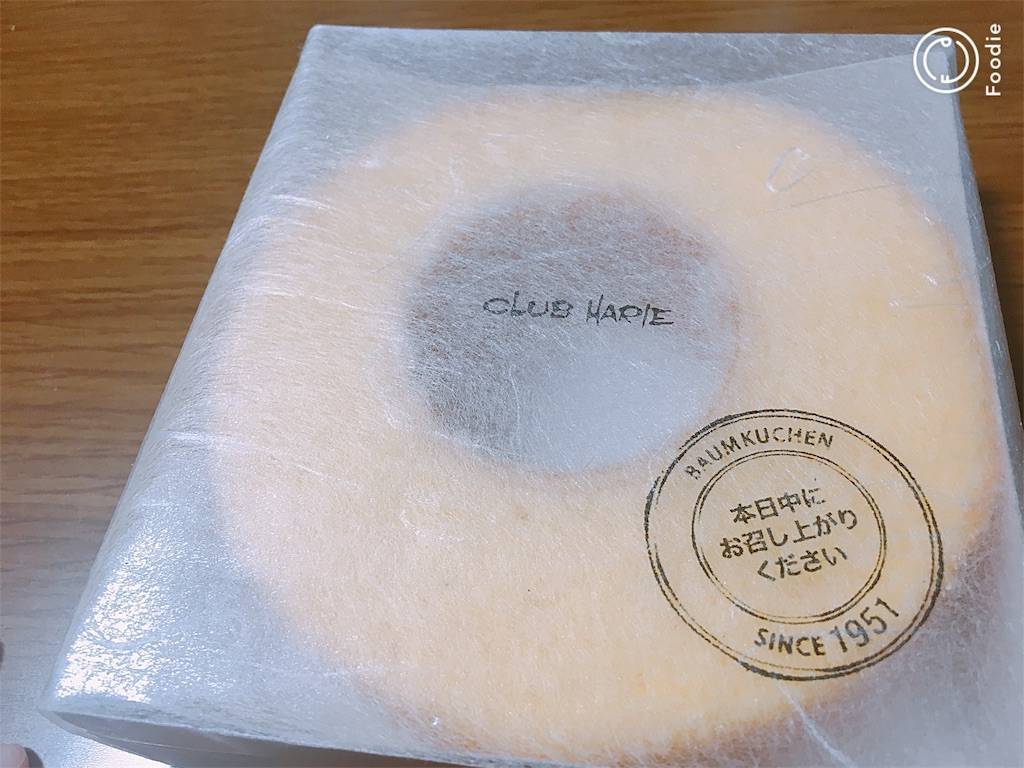 CLUB HARIE
BAUMKUCHEN
本日中に
お召し上がり
ください
SINCE 1951
Foodie